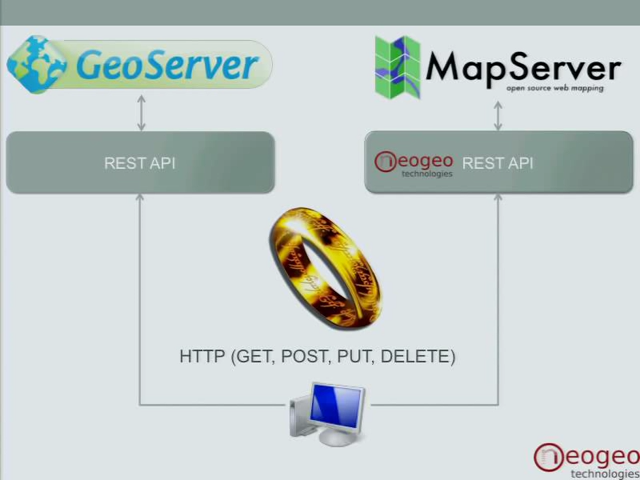 GeoServer
MapServer
open source web mapping
REST API
neogeo
technologies
REST API
HTTP (GET, POST, PUT, DELETE)
neogeo
technologies